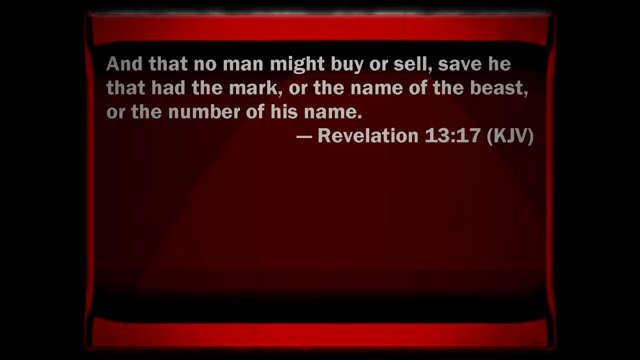 And that no man might buy or sell, save he
that had the mark, or the name of the beast,
or the number of his name.
— Revelation 13:17 (KJV)